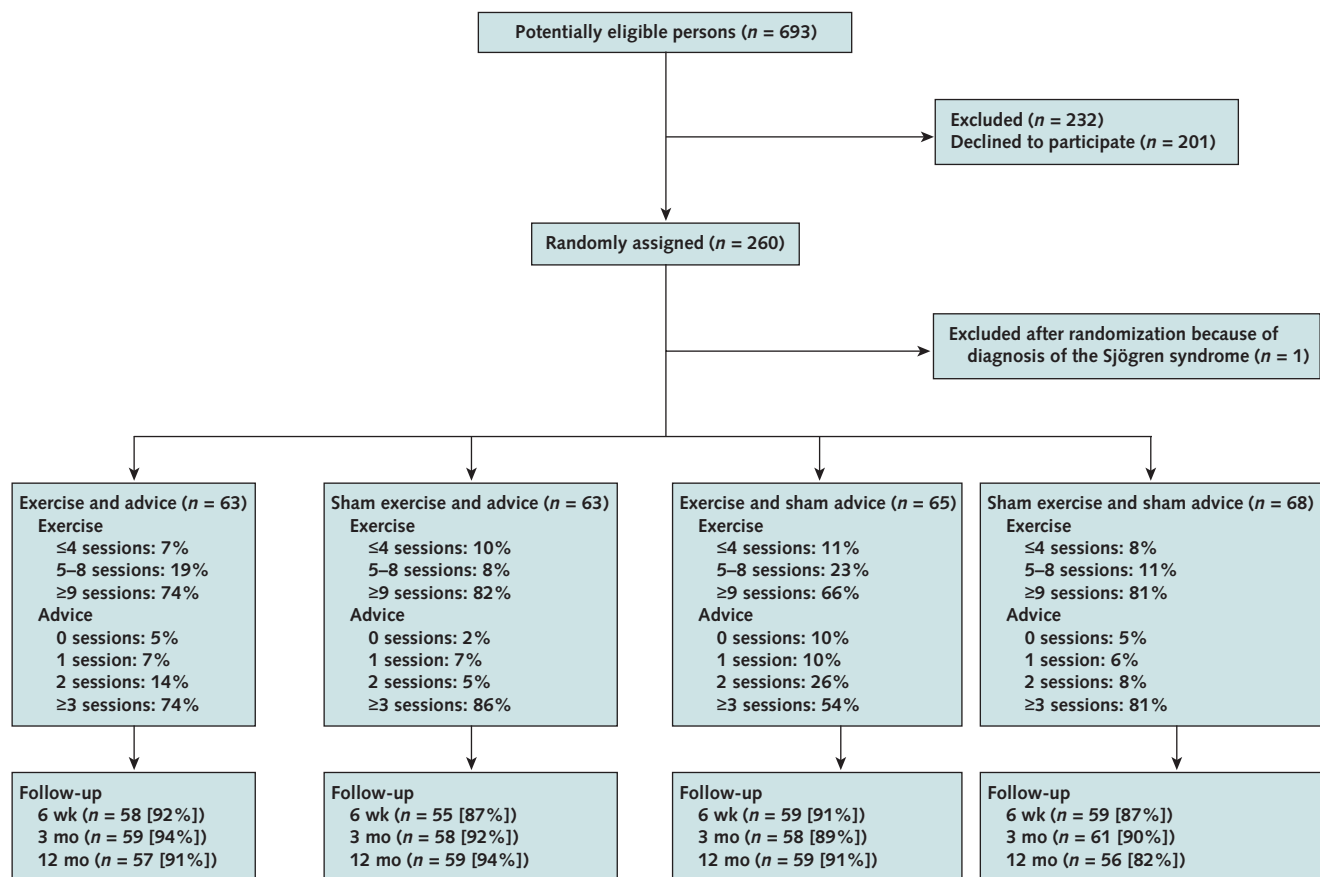 Potentially eligible persons (n = 693)
Excluded (n = 232)
Declined to participate (n = 201)
Randomly assigned (n = 260)
Excluded after randomization because of
diagnosis of the Sjögren syndrome (n = 1)
Exercise and advice (n = 63)
Exercise
≤4 sessions: 7%
5–8 sessions: 19%
≥9 sessions: 74%
Advice
0 sessions: 5%
1 session: 7%
2 sessions: 14%
≥3 sessions: 74%
Sham exercise and advice (n = 63)
Exercise
≤4 sessions: 10%
5–8 sessions: 8%
≥9 sessions: 82%
Advice
0 sessions: 2%
1 session: 7%
2 sessions: 5%
≥3 sessions: 86%
Exercise and sham advice (n = 65)
Exercise
≤4 sessions: 11%
5–8 sessions: 23%
≥9 sessions: 66%
Advice
0 sessions: 10%
1 session: 10%
2 sessions: 26%
≥3 sessions: 54%
Sham exercise and sham advice (n = 68)
Exercise
≤4 sessions: 8%
5–8 sessions: 11%
≥9 sessions: 81%
Advice
0 sessions: 5%
1 session: 6%
2 sessions: 8%
≥3 sessions: 81%
Follow-up
6 wk (n = 58 [92%])
3 mo (n = 59 [94%])
12 mo (n = 57 [91%])
Follow-up
6 wk (n = 55 [87%])
3 mo (n = 58 [92%])
12 mo (n = 59 [94%])
Follow-up
6 wk (n = 59 [91%])
3 mo (n = 58 [89%])
12 mo (n = 59 [91%])
Follow-up
6 wk (n = 59 [87%])
3 mo (n = 61 [90%])
12 mo (n = 56 [82%])